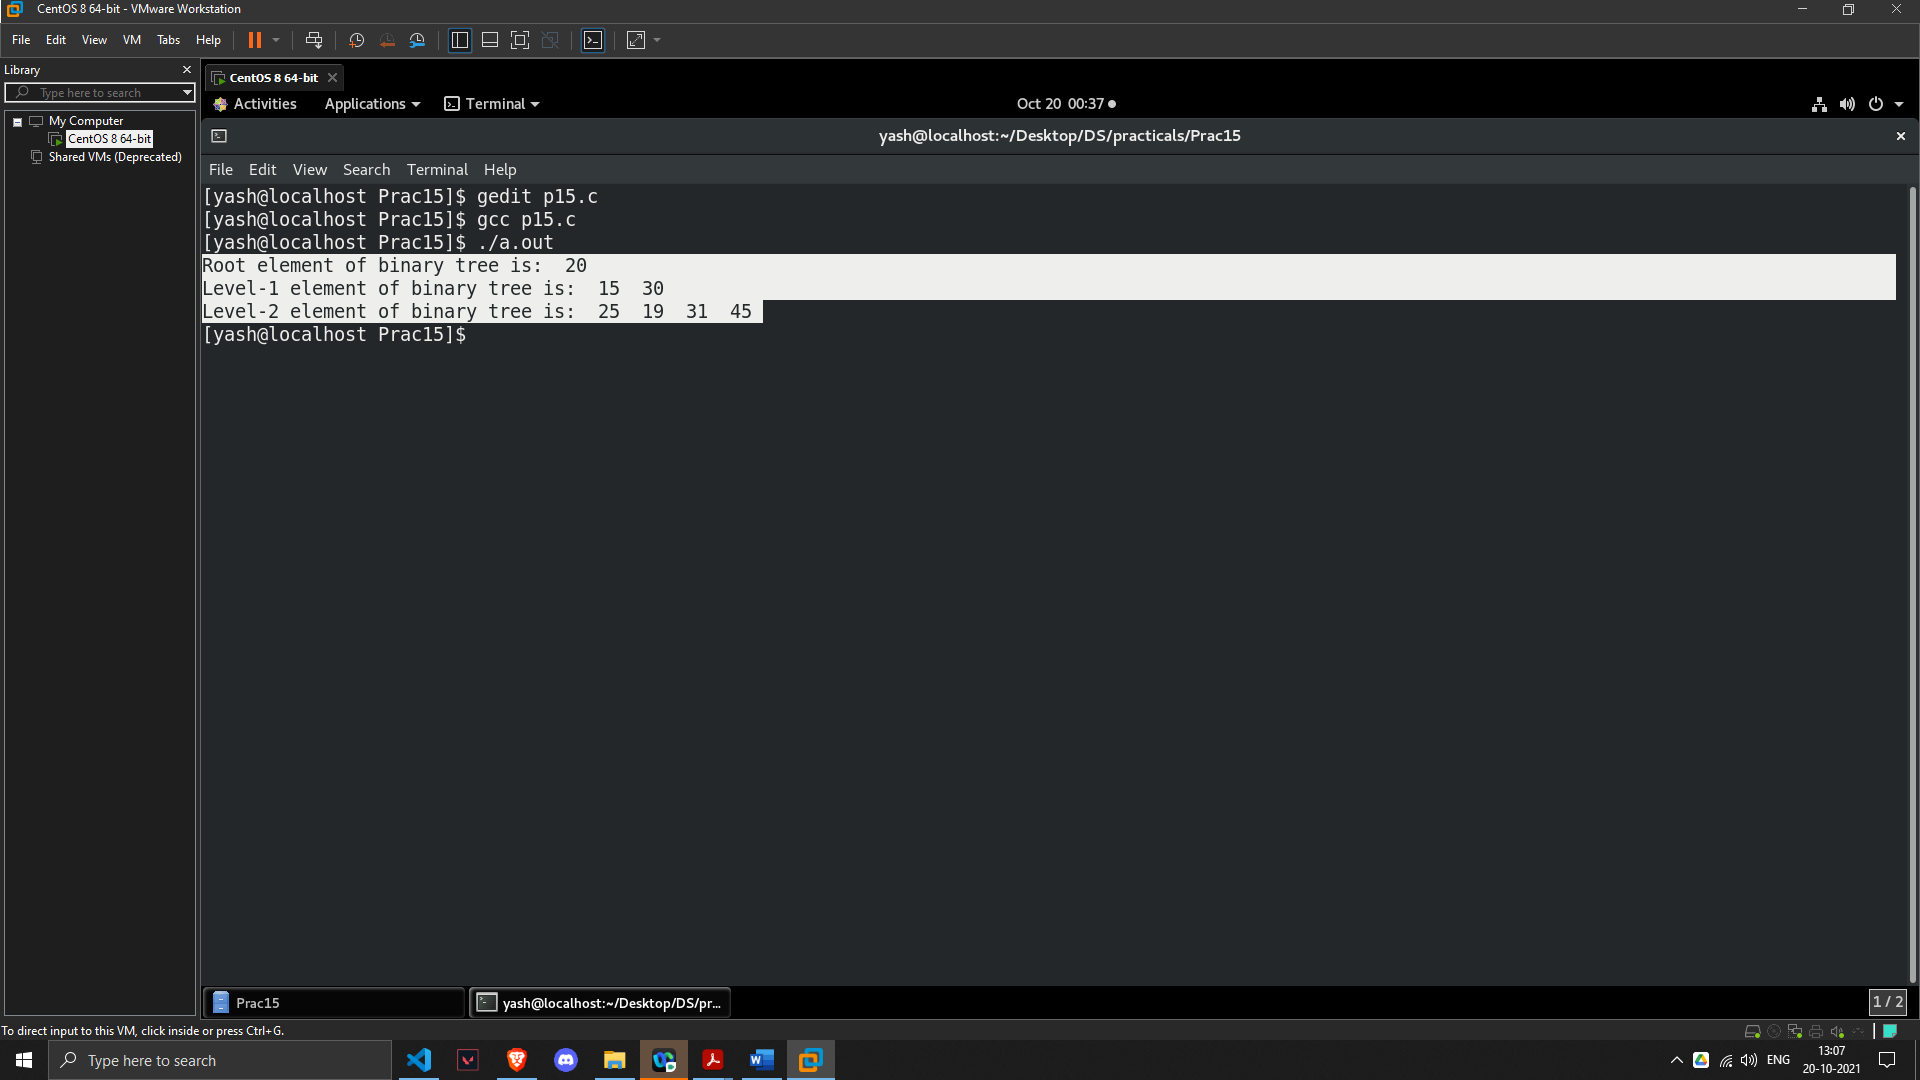 CentOS 8 64-bit - VMware Workstation
File Edit View VM Tabs Help
Library
Type here to search
My Computer
CentOS 8 64-bit
Shared VMs (Deprecated)
CentOS 8 64-bit
Activities Applications Terminal Oct 20 00:37
yash@localhost:~/Desktop/DS/practicals/Prac15
File Edit View Search Terminal Help
[yash@localhost Prac15]$ gedit p15.c
[yash@localhost Prac15]$ gcc p15.c
[yash@localhost Prac15]$ ./a.out
Root element of binary tree is:  20
Level-1 element of binary tree is:  15  30
Level-2 element of binary tree is:  25  19  31  45
[yash@localhost Prac15]$
Prac15 yash@localhost:~/Desktop/DS/pr... 1 / 2
To direct input to this VM, click inside or press Ctrl+G.
Type here to search ENG 13:07
20-10-2021